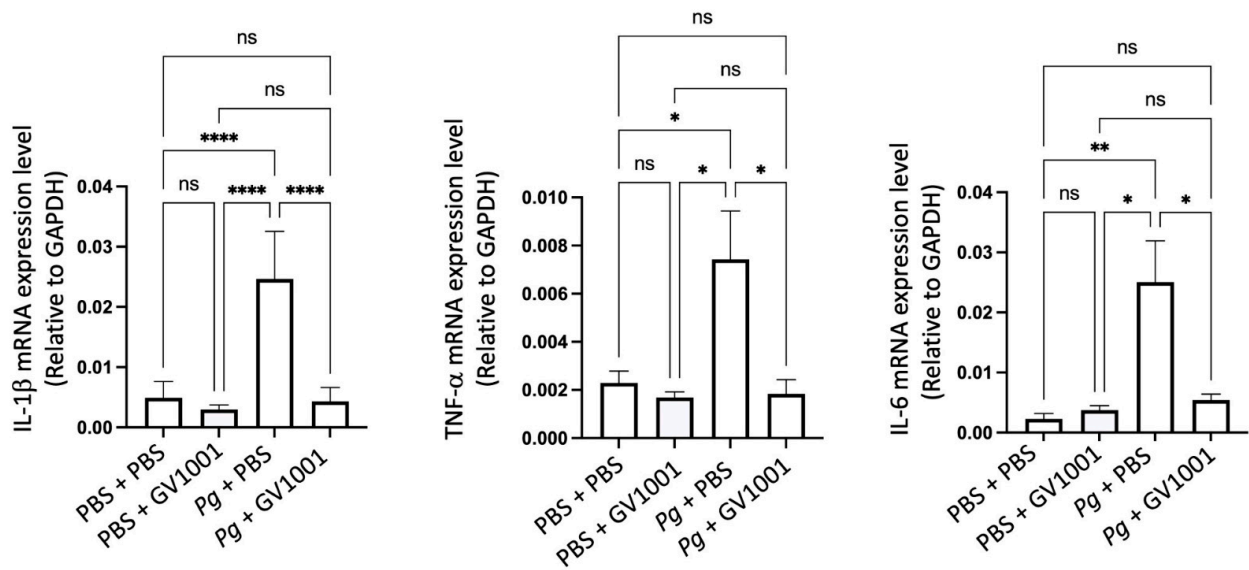 ns
ns
****
ns
****
****
IL-1β mRNA expression level
(Relative to GAPDH)
0.04
0.03
0.02
0.01
0.00
PBS + PBS
PBS + GV1001
Pg + PBS
Pg + GV1001
ns
ns
*
ns
*
*
TNF-α mRNA expression level
(Relative to GAPDH)
0.010
0.008
0.006
0.004
0.002
0.000
PBS + PBS
PBS + GV1001
Pg + PBS
Pg + GV1001
ns
ns
**
ns
*
*
IL-6 mRNA expression level
(Relative to GAPDH)
0.04
0.03
0.02
0.01
0.00
PBS + PBS
PBS + GV1001
Pg + PBS
Pg + GV1001